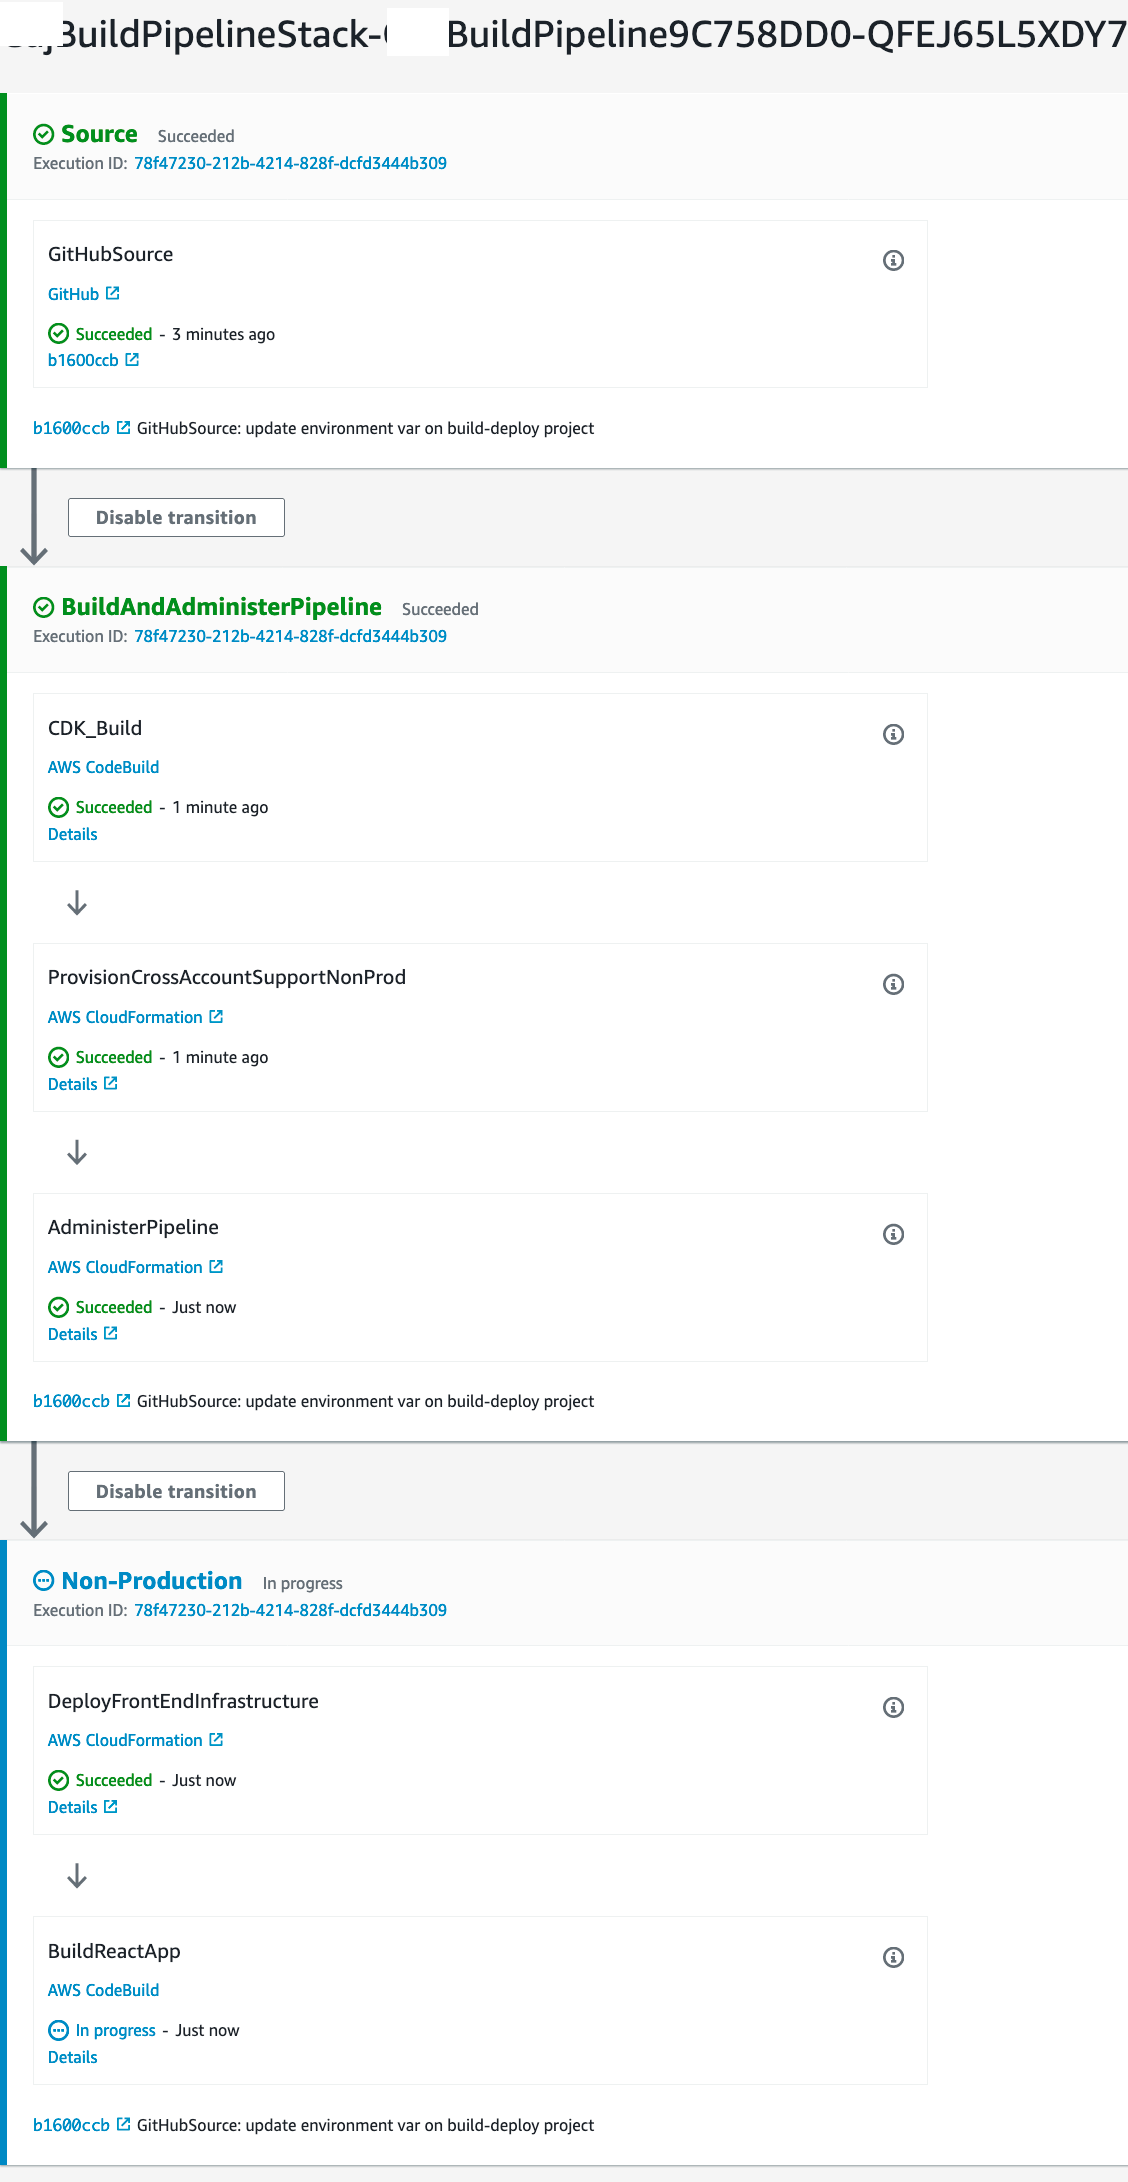 BuildPipelineStack- BuildPipeline9C758DD0-QFEJ65L5XDY7
Source Succeeded
Execution ID: 78f47230-212b-4214-828f-dcfd3444b309
GitHubSource
GitHub
Succeeded - 3 minutes ago
b1600ccb
b1600ccb GitHubSource: update environment var on build-deploy project
Disable transition
BuildAndAdministerPipeline Succeeded
Execution ID: 78f47230-212b-4214-828f-dcfd3444b309
CDK_Build
AWS CodeBuild
Succeeded - 1 minute ago
Details
ProvisionCrossAccountSupportNonProd
AWS CloudFormation
Succeeded - 1 minute ago
Details
AdministerPipeline
AWS CloudFormation
Succeeded - Just now
Details
b1600ccb GitHubSource: update environment var on build-deploy project
Disable transition
Non-Production In progress
Execution ID: 78f47230-212b-4214-828f-dcfd3444b309
DeployFrontEndInfrastructure
AWS CloudFormation
Succeeded - Just now
Details
BuildReactApp
AWS CodeBuild
In progress - Just now
Details
b1600ccb GitHubSource: update environment var on build-deploy project